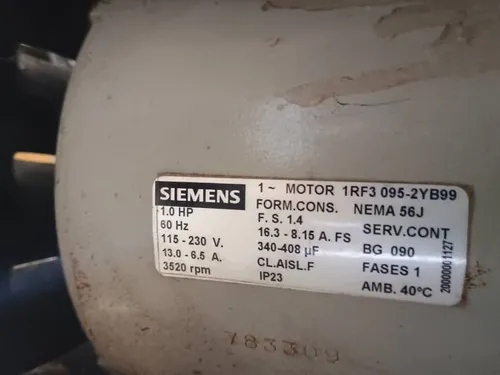 SIEMENS
1 ~ MOTOR 1RF3 095-2YB99
FORM.CONS. NEMA 56J
1.0 HP F. S. 1.4 SERV.CONT
60 Hz 16.3 - 8.15 A. FS BG 090
115 - 230 V. 340-408 µF FASES 1
13.0 - 6.5 A. CL.AISL.F AMB. 40°C
3520 rpm IP23
200000001127
783309